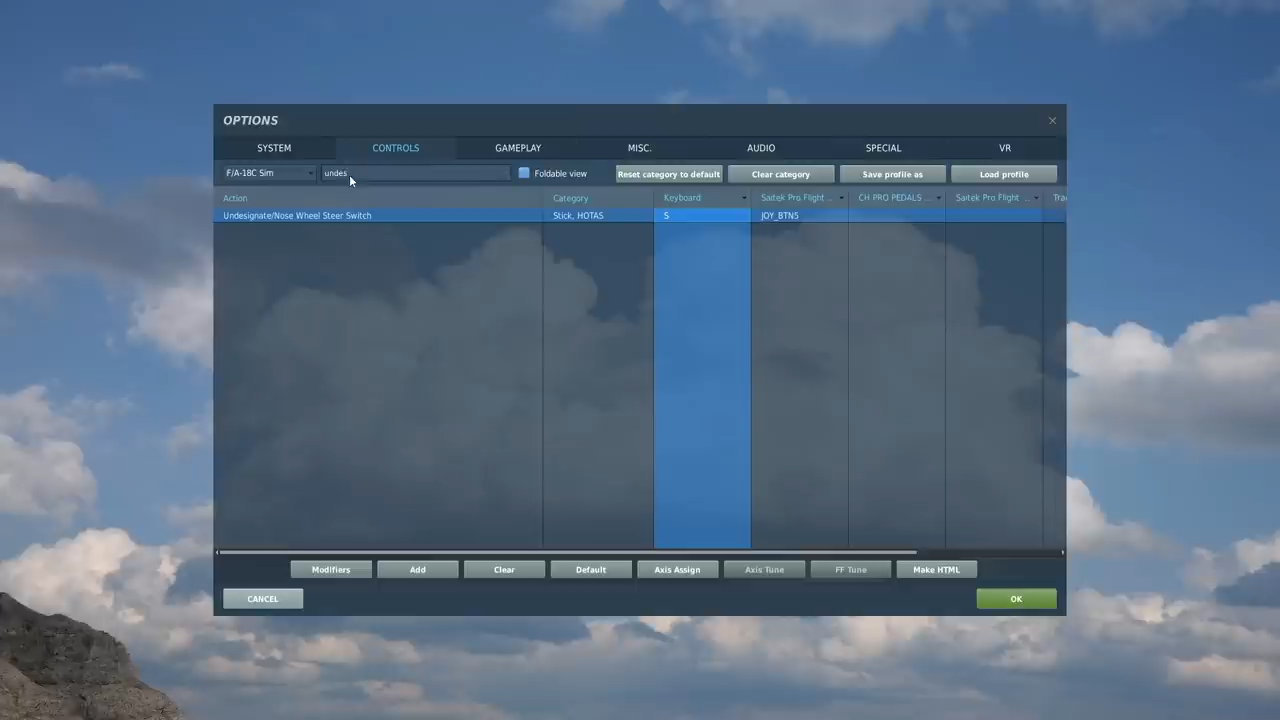 OPTIONS
SYSTEM CONTROLS GAMEPLAY MISC. AUDIO SPECIAL VR
F/A-18C Sim undes Foldable view Reset category to default Clear category Save profile as Load profile
Action Category Keyboard Saitek Pro Flight ... CH PRO PEDALS ... Saitek Pro Flight ... Tra
Undesignate/Nose Wheel Steer Switch Stick, HOTAS S JOY_BTN5
Modifiers Add Clear Default Axis Assign Axis Tune FF Tune Make HTML
CANCEL OK